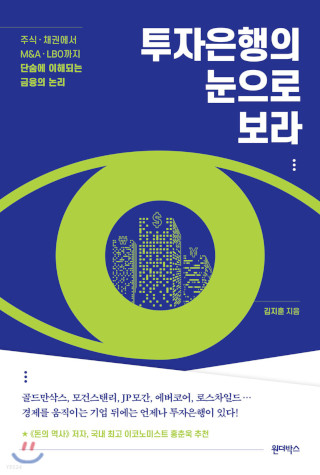 주식·채권에서
M&A·LBO까지
단숨에 이해되는
금융의 논리
투자은행의
눈으로
보라
$
₩
¥
김지훈 지음
골드만삭스, 모건스탠리, JP모간, 에버코어, 로스차일드…
경제를 움직이는 기업 뒤에는 언제나 투자은행이 있다!
★ 《돈의 역사》 저자, 국내 최고 이코노미스트 홍춘욱 추천
원더박스
yes24